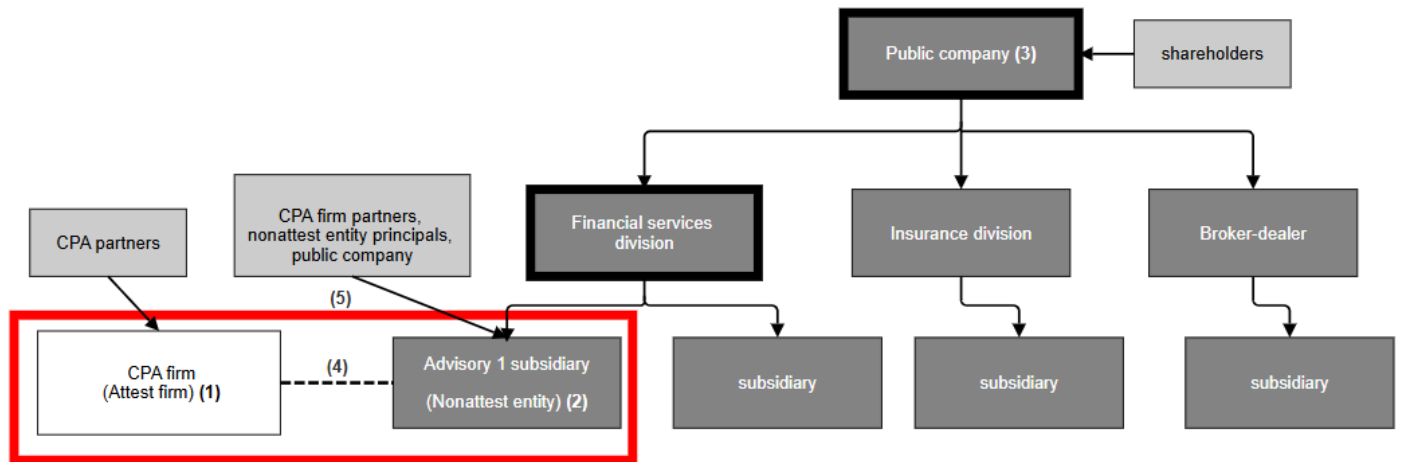 Public company (3)
shareholders
CPA partners
CPA firm partners,
nonattest entity principals,
public company
Financial services
division
Insurance division
Broker-dealer
(5)
CPA firm
(Attest firm) (1)
(4)
Advisory 1 subsidiary
(Nonattest entity) (2)
subsidiary
subsidiary
subsidiary